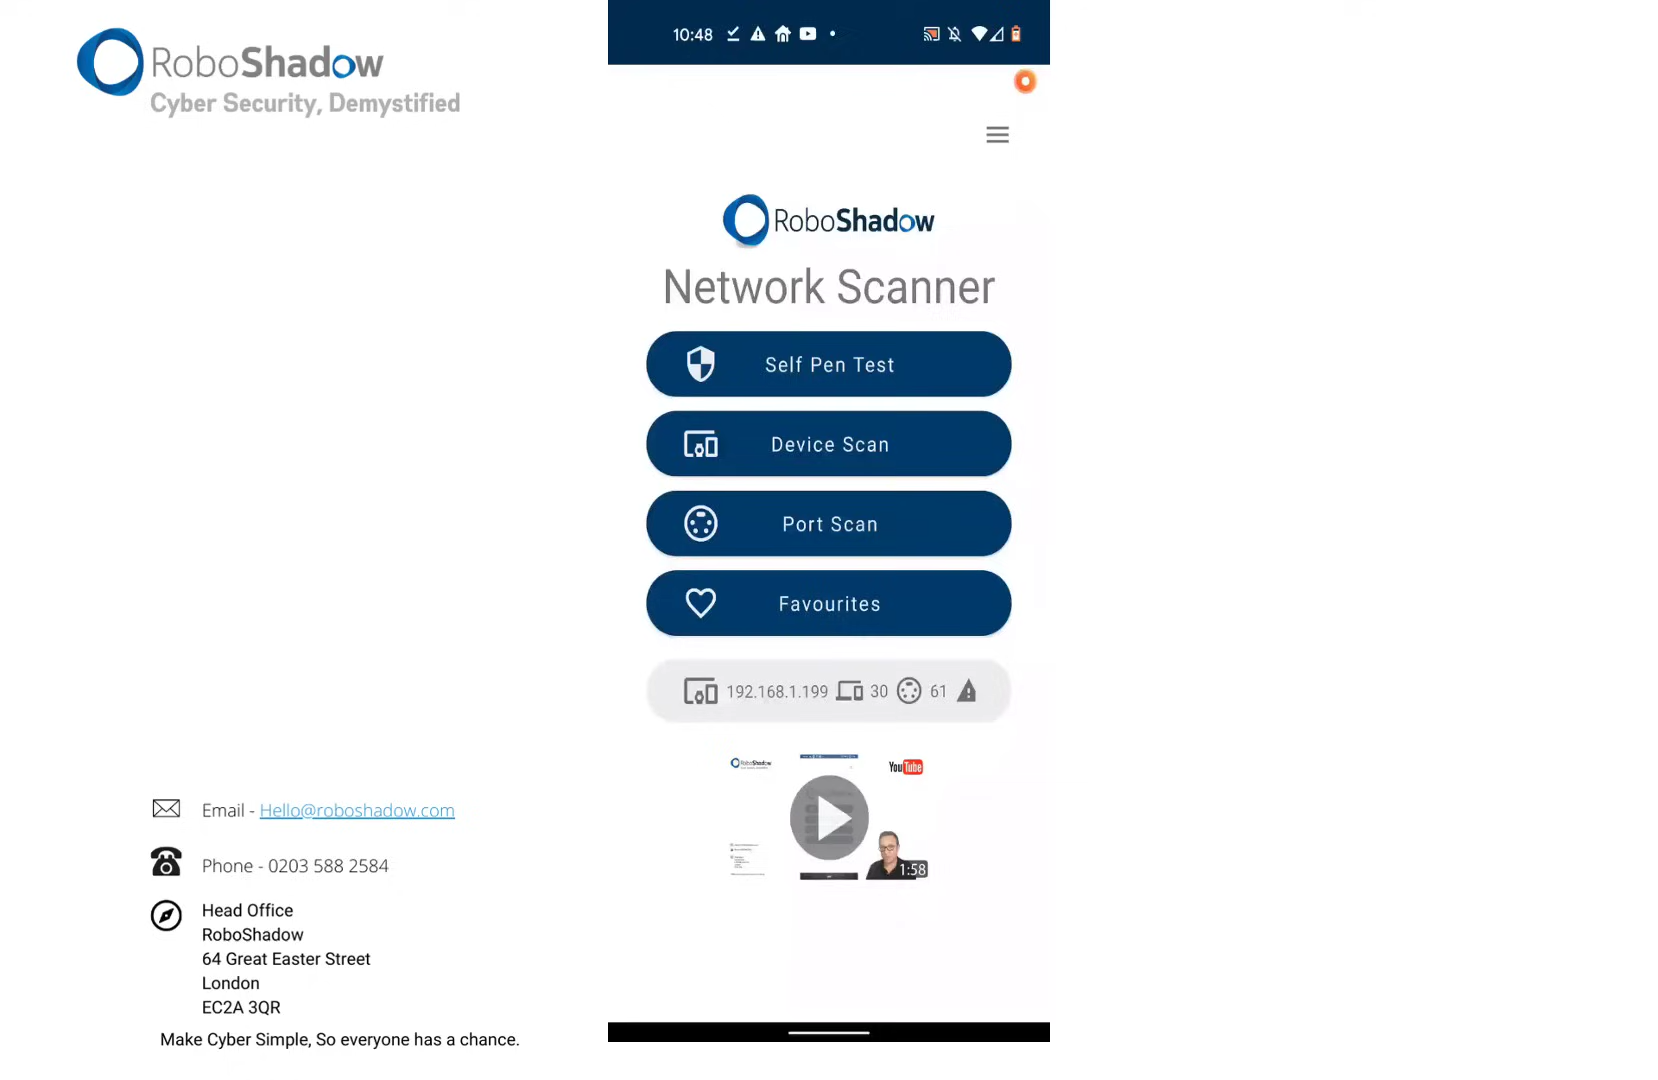 RoboShadow
Cyber Security, Demystified
10:48
RoboShadow
Network Scanner
Self Pen Test
Device Scan
Port Scan
Favourites
192.168.1.199 30 61
RoboShadow
YouTube
1:58
Email - Hello@roboshadow.com
Phone - 0203 588 2584
Head Office
RoboShadow
64 Great Easter Street
London
EC2A 3QR
Make Cyber Simple, So everyone has a chance.